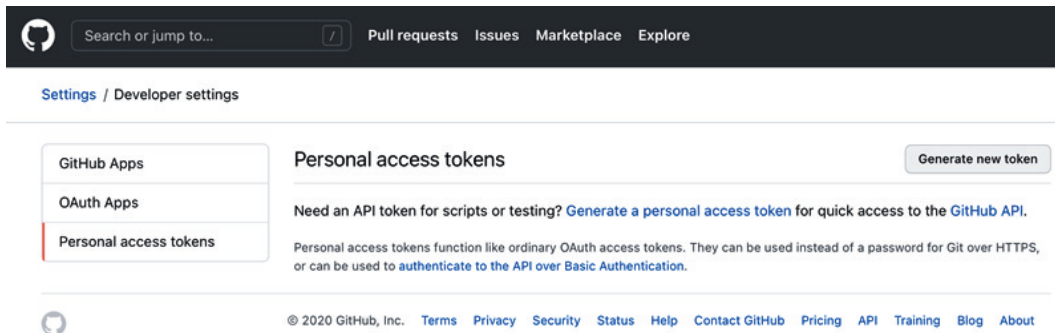 Search or jump to... / Pull requests Issues Marketplace Explore
Settings / Developer settings
GitHub Apps
OAuth Apps
Personal access tokens
Personal access tokens
Generate new token
Need an API token for scripts or testing? Generate a personal access token for quick access to the GitHub API.
Personal access tokens function like ordinary OAuth access tokens. They can be used instead of a password for Git over HTTPS,
or can be used to authenticate to the API over Basic Authentication.
© 2020 GitHub, Inc. Terms Privacy Security Status Help Contact GitHub Pricing API Training Blog About